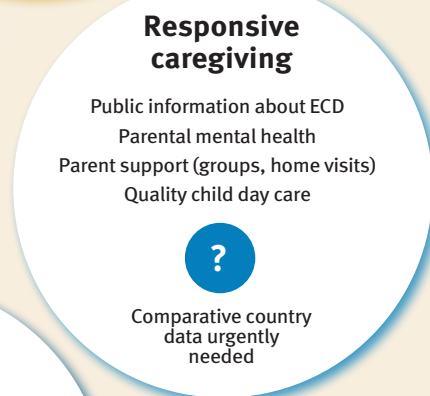 Responsive
caregiving
Public information about ECD
Parental mental health
Parent support (groups, home visits)
Quality child day care
?
Comparative country
data urgently
needed